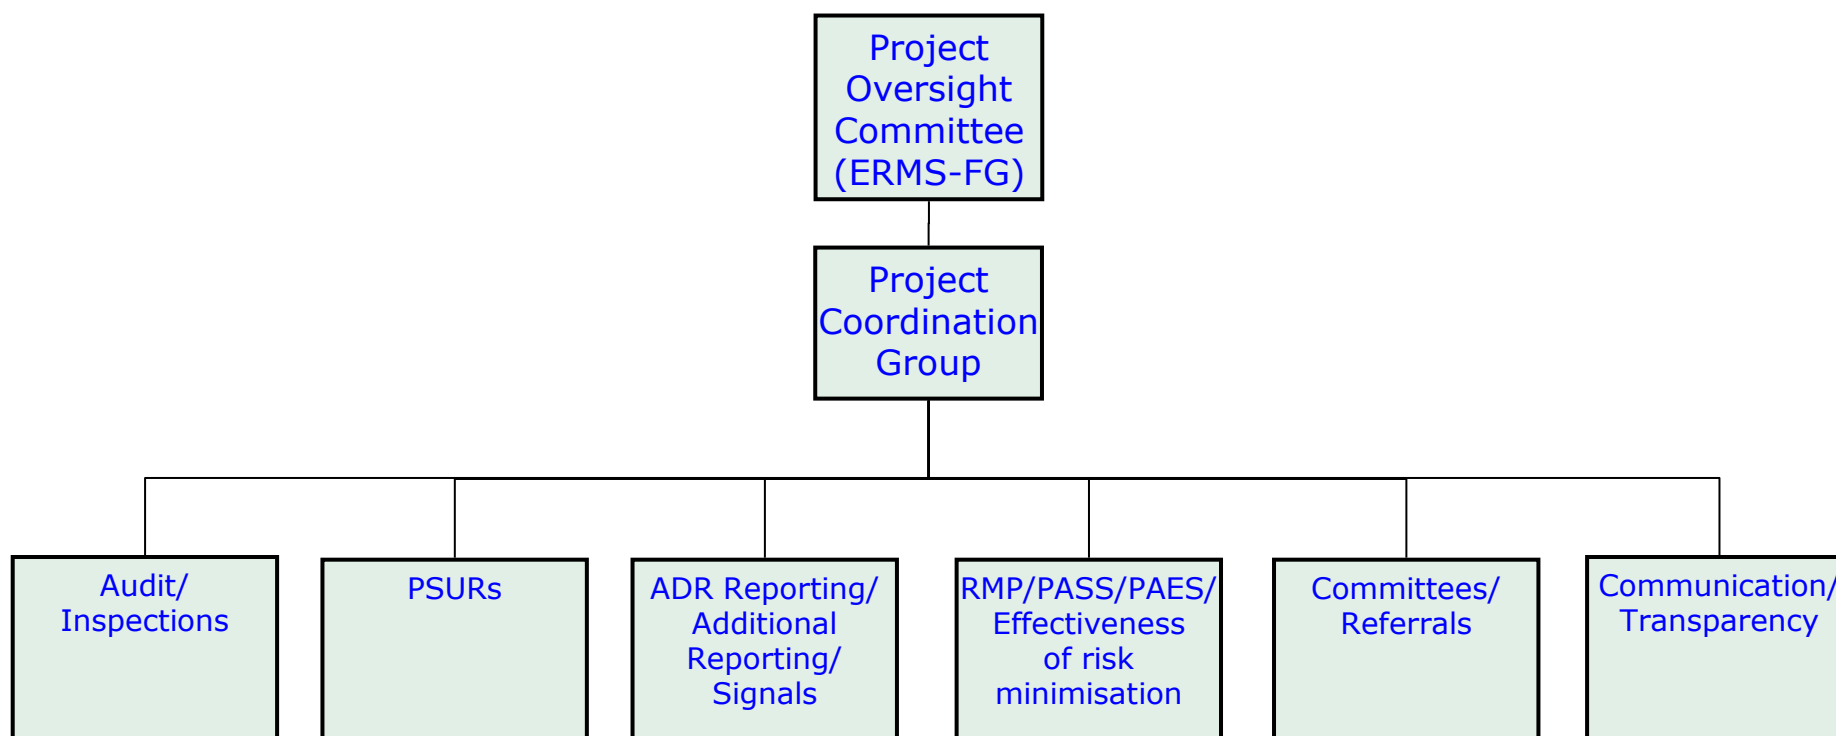 Project
Oversight
Committee
(ERMS-FG)
Project
Coordination
Group
Audit/
Inspections
PSURs
ADR Reporting/
Additional
Reporting/
Signals
RMP/PASS/PAES/
Effectiveness
of risk
minimisation
Committees/
Referrals
Communication/
Transparency